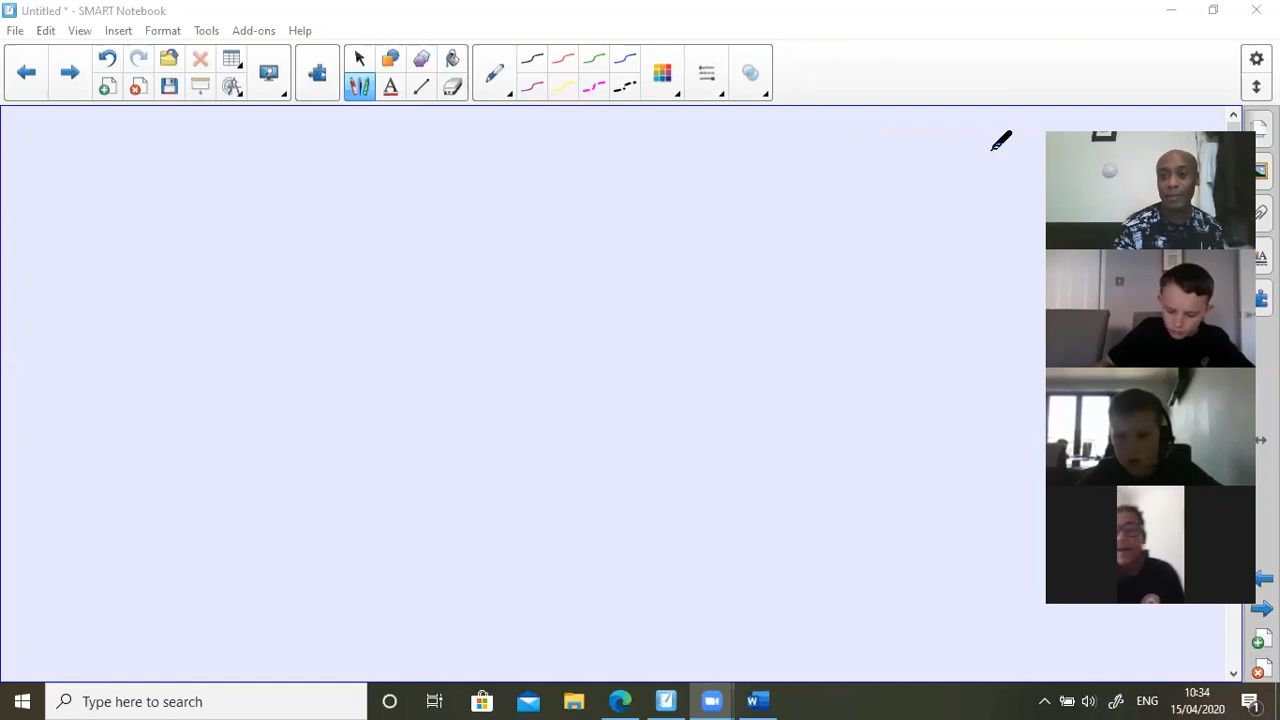 Untitled * - SMART Notebook
File Edit View Insert Format Tools Add-ons Help
A
A
Type here to search
ENG
10:34
15/04/2020
1